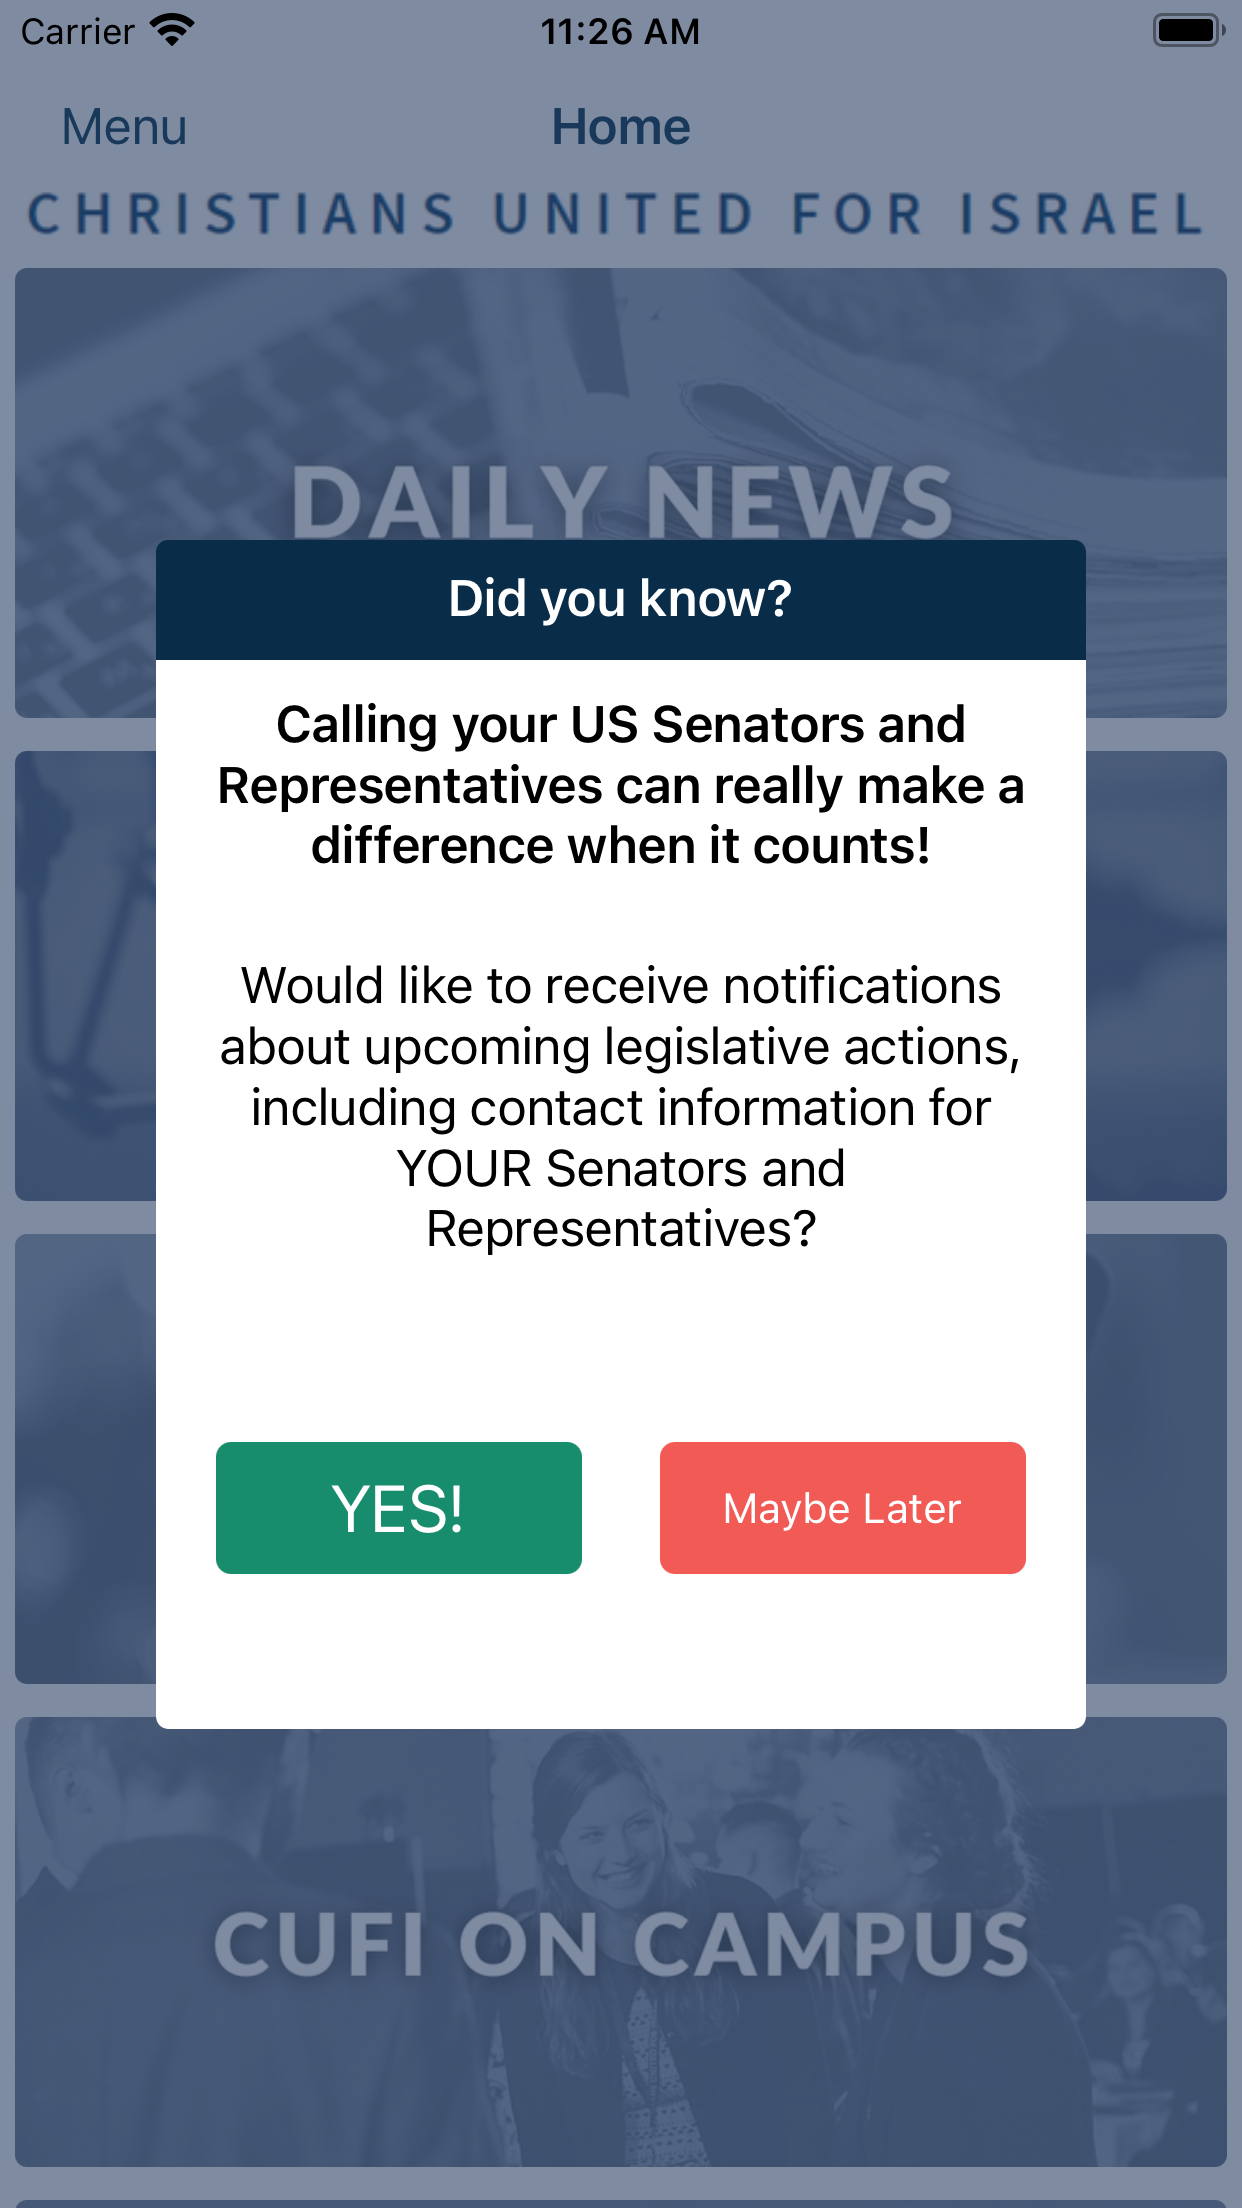 Carrier
11:26 AM
Menu
Home
CHRISTIANS UNITED FOR ISRAEL
DAILY NEWS
Did you know?
Calling your US Senators and
Representatives can really make a
difference when it counts!
Would like to receive notifications
about upcoming legislative actions,
including contact information for
YOUR Senators and
Representatives?
YES!
Maybe Later
CUFI ON CAMPUS